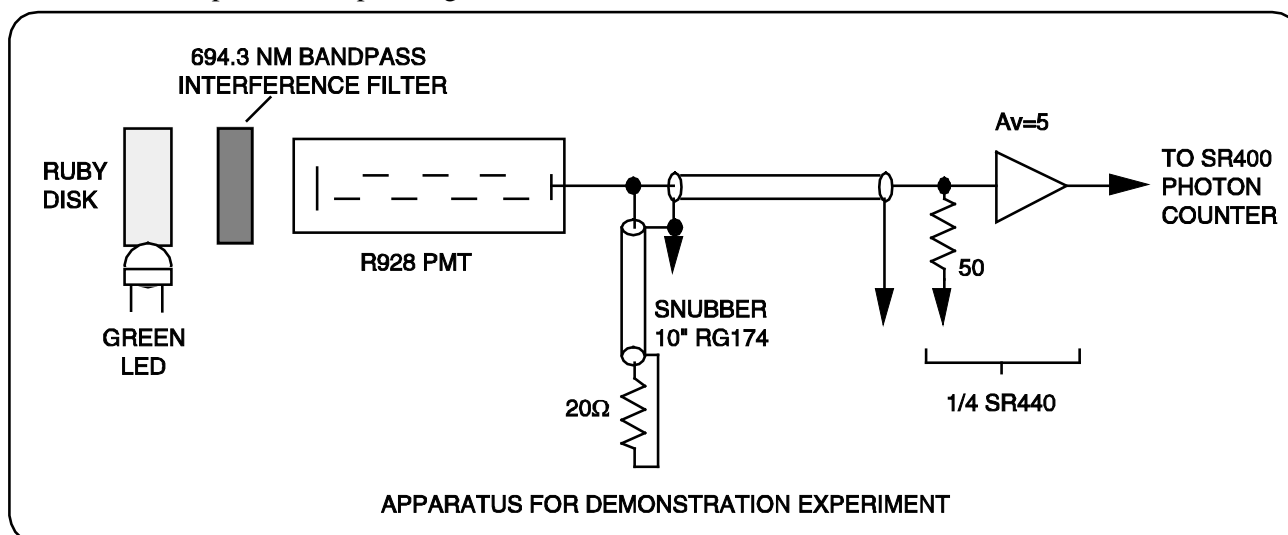 694.3 NM BANDPASS
INTERFERENCE FILTER
RUBY
DISK
GREEN
LED
R928 PMT
SNUBBER
10" RG174
20Ω
Av=5
50
TO SR400
PHOTON
COUNTER
1/4 SR440
APPARATUS FOR DEMONSTRATION EXPERIMENT